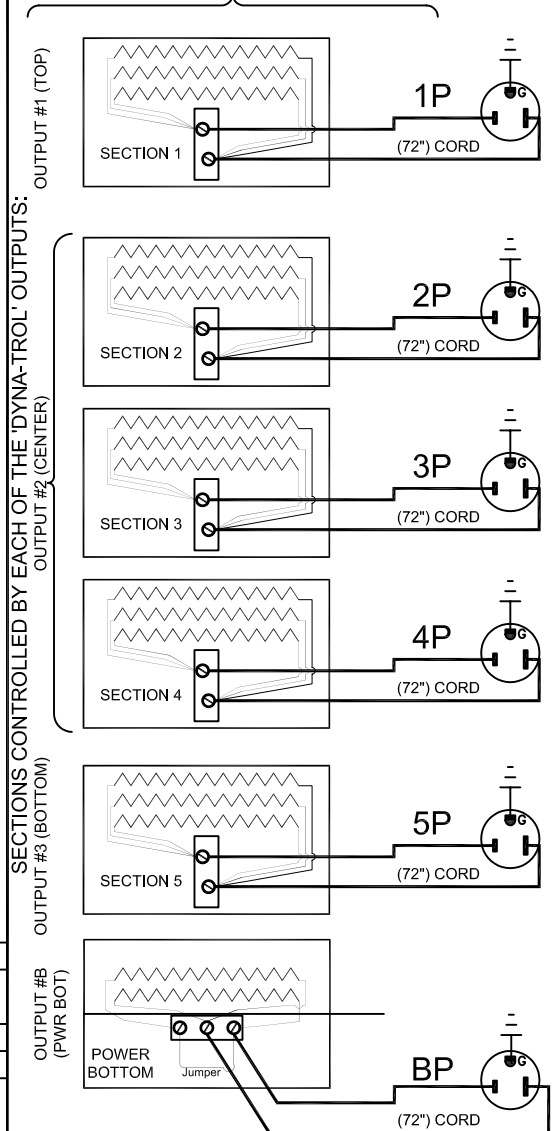 SECTIONS CONTROLLED BY EACH OF THE 'DYNA-TROL' OUTPUTS:
OUTPUT #1 (TOP)
SECTION 1
1P
(72") CORD
G
OUTPUT #2 (CENTER)
SECTION 2
2P
(72") CORD
G
SECTION 3
3P
(72") CORD
G
SECTION 4
4P
(72") CORD
G
OUTPUT #3 (BOTTOM)
SECTION 5
5P
(72") CORD
G
OUTPUT #B
(PWR BOT)
POWER
BOTTOM
Jumper
BP
(72") CORD
G